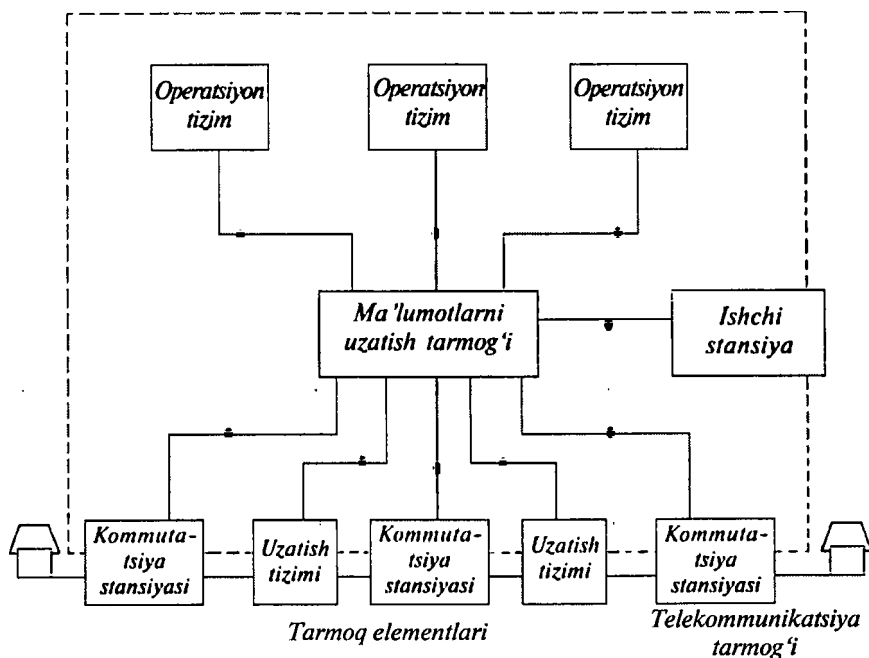 Operatsiyon
tizim
Operatsiyon
tizim
Operatsiyon
tizim
Ma'lumotlarni
uzatish tarmog‘i
Ishchi
stansiya
Kommuta-
tsiya
stansiyasi
Uzatish
tizimi
Kommuta-
tsiya
stansiyasi
Uzatish
tizimi
Kommuta-
tsiya
stansiyasi
Tarmoq elementlari
Telekommunikatsiya
tarmog‘i